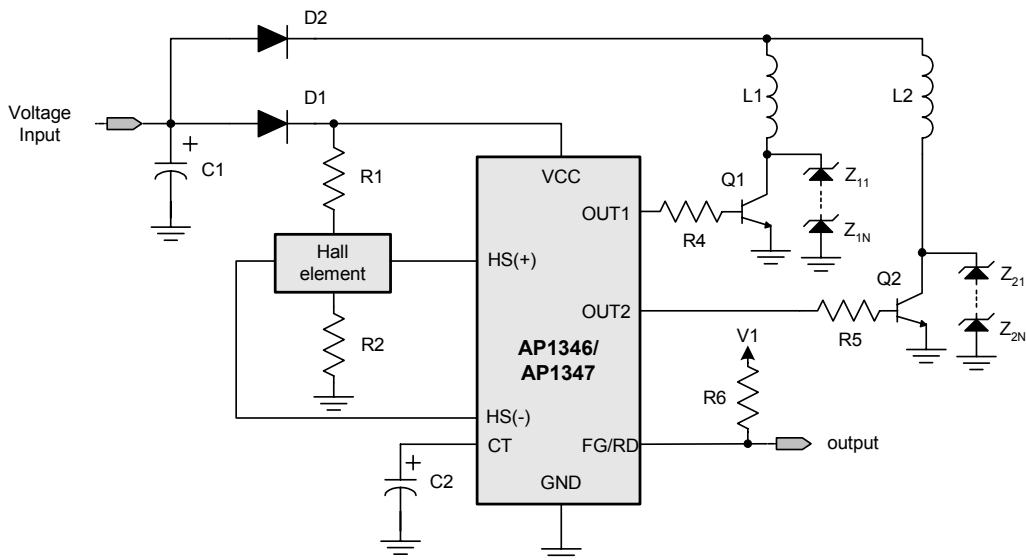 D2
Voltage
Input
D1
L1
L2
C1
R1
VCC
Q1
Z11
OUT1
R4
Z1N
Hall
element
HS(+)
Q2
Z21
OUT2
R5
Z2N
R2
AP1346/
AP1347
V1
R6
HS(-)
CT
FG/RD
output
C2
GND